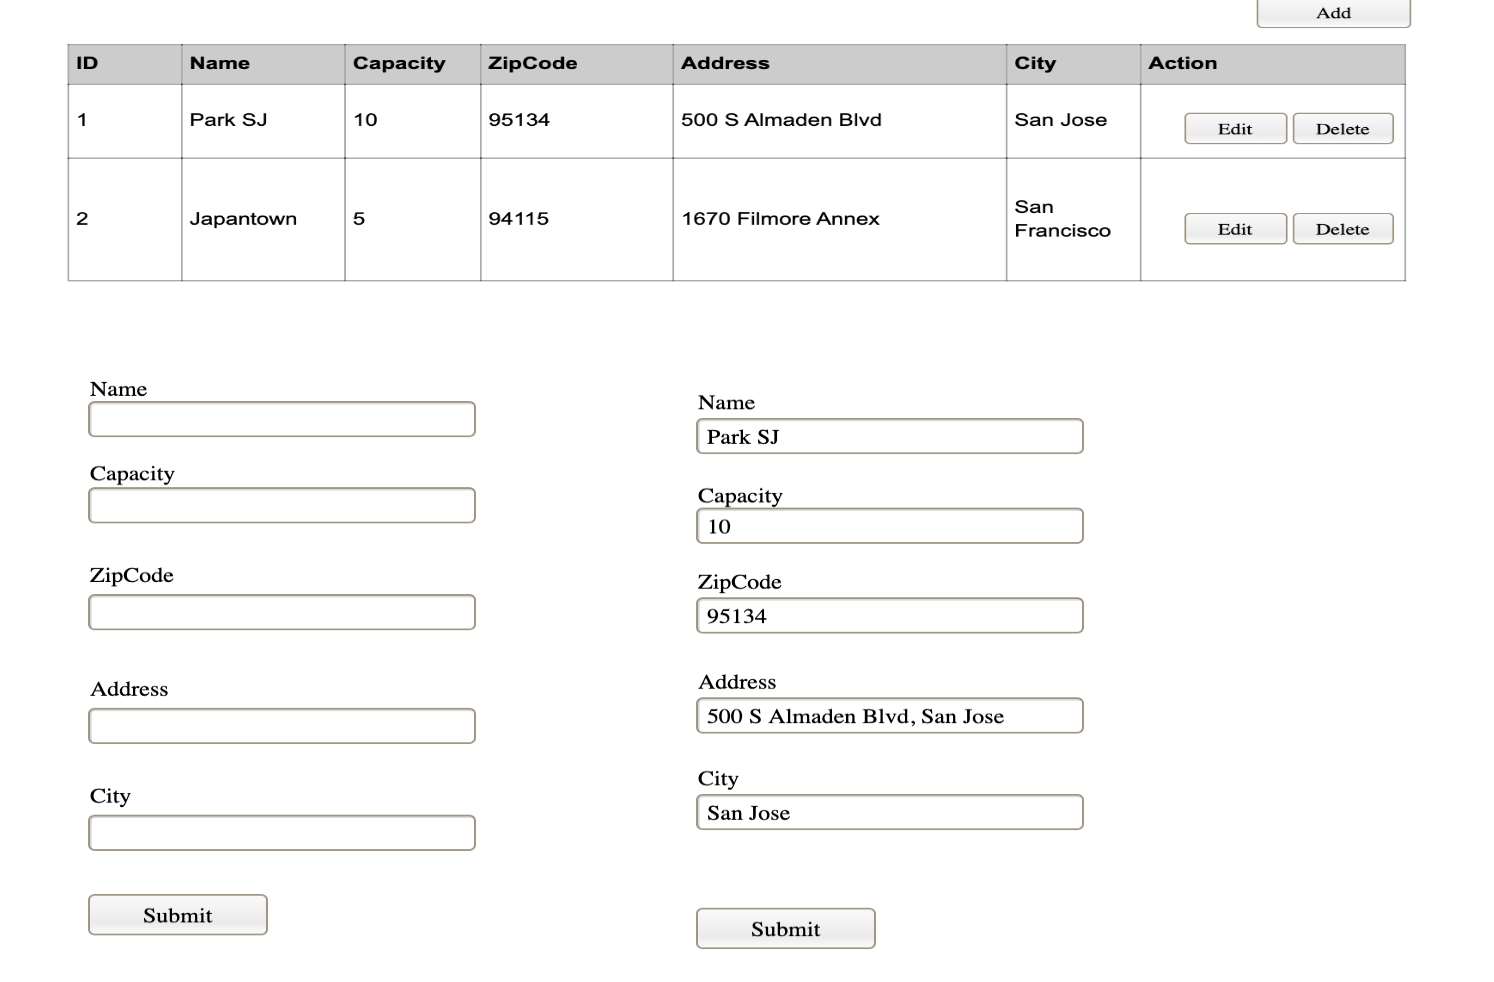 Add
ID Name Capacity ZipCode Address City Action
1 Park SJ 10 95134 500 S Almaden Blvd San Jose Edit Delete
2 Japantown 5 94115 1670 Filmore Annex San Francisco Edit Delete
Name
Capacity
ZipCode
Address
City
Submit
Name
Park SJ
Capacity
10
ZipCode
95134
Address
500 S Almaden Blvd, San Jose
City
San Jose
Submit